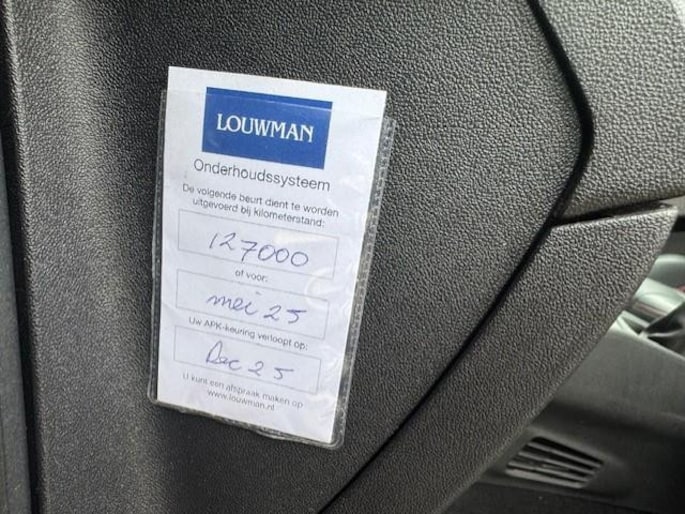 LOUWMAN
Onderhoudssysteem
De volgende beurt dient te worden
uitgevoerd bij kilometerstand:
127000
of voor:
mei 25
Uw APK-keuring verloopt op:
Dec 25
U kunt een afspraak maken op
www.louwman.nl